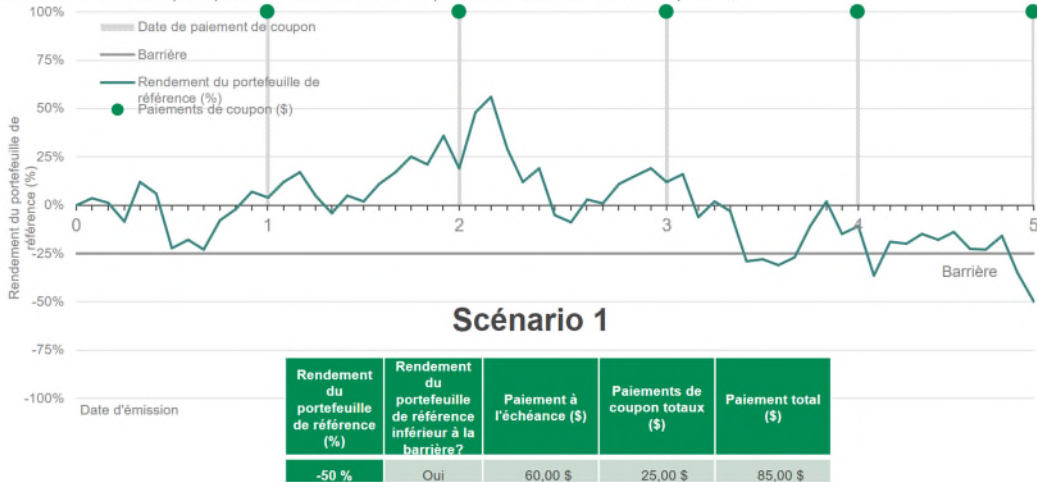 100%
Date de paiement de coupon
Barrière
75%
Rendement du portefeuille de
référence (%)
50%
Paiements de coupon ($)
25%
0%
-25%
-50%
-75%
-100%
Rendement du portefeuille de
référence (%)
0
1
2
3
4
5
Barrière
Scénario 1
Date d'émission
Rendement
du
portefeuille
de référence
(%)
Rendement
du
portefeuille
de référence
inférieur à la
barrière?
Paiement à
l'échéance ($)
Paiements de
coupon totaux
($)
Paiement total
($)
-50 %
Oui
60,00 $
25,00 $
85,00 $